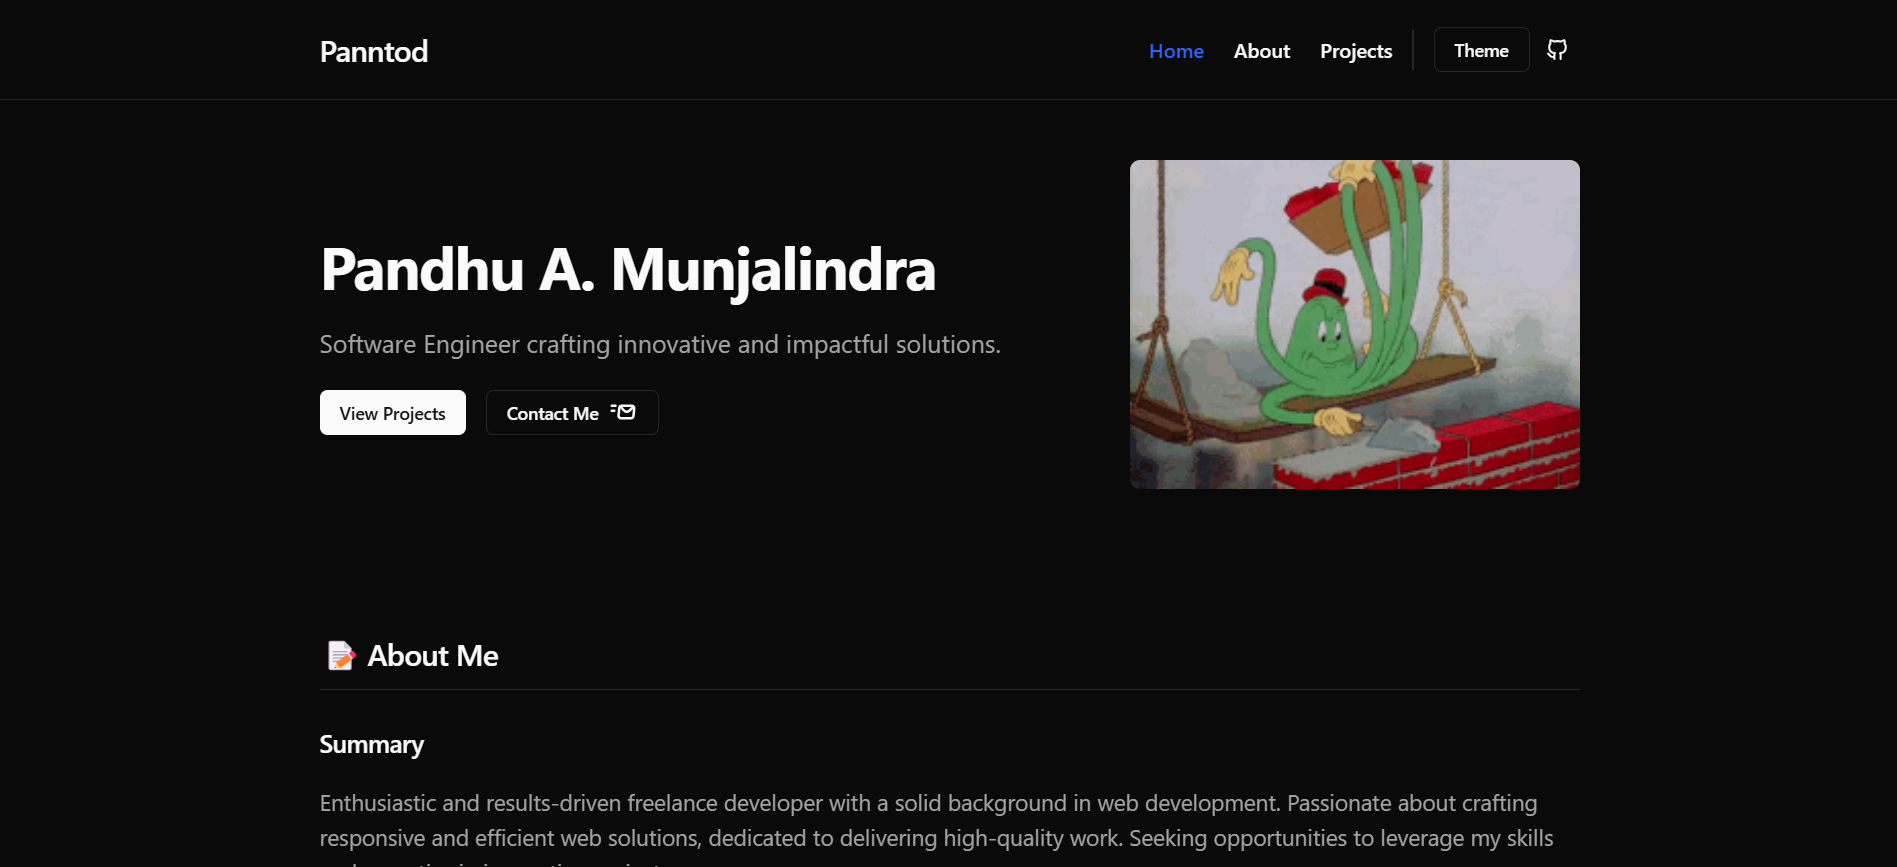 Panntod
Home
About
Projects
Theme
Pandhu A. Munjalindra
Software Engineer crafting innovative and impactful solutions.
View Projects
Contact Me
📝 About Me
Summary
Enthusiastic and results-driven freelance developer with a solid background in web development. Passionate about crafting
responsive and efficient web solutions, dedicated to delivering high-quality work. Seeking opportunities to leverage my skills